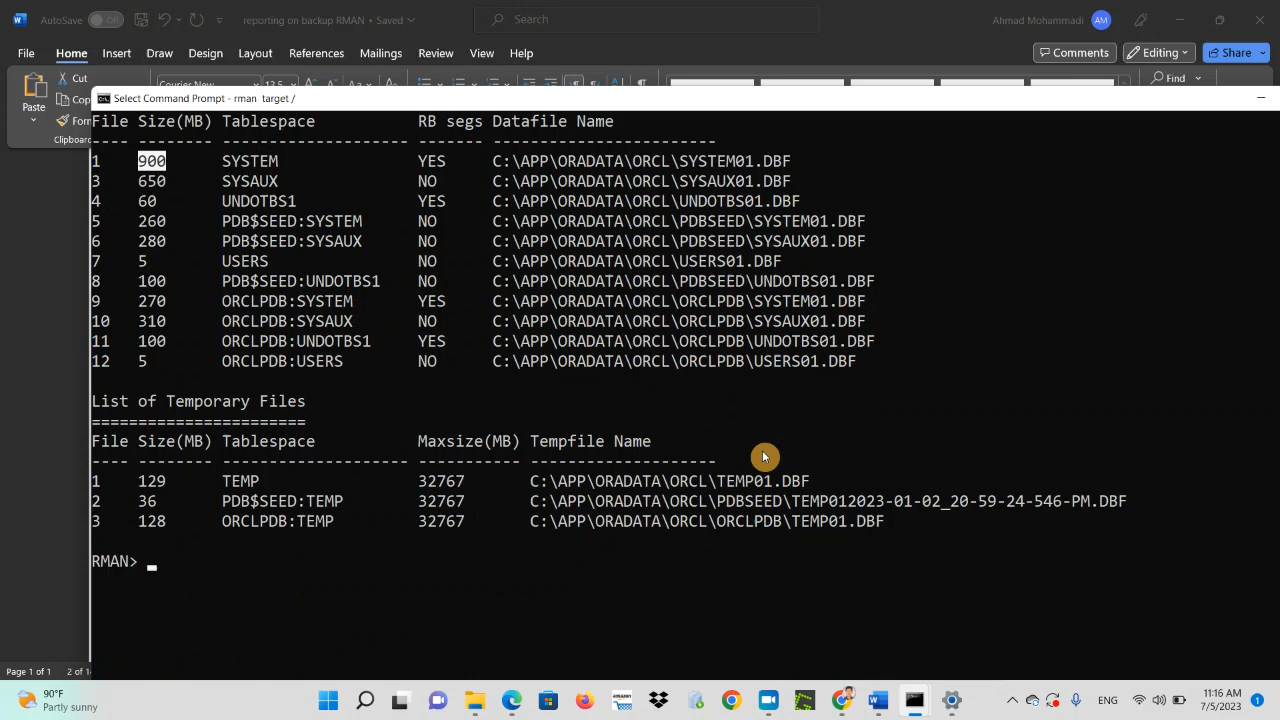 AutoSave Off reporting on backup RMAN • Saved Search Ahmad Mohammadi AM
File Home Insert Draw Design Layout References Mailings Review View Help Comments Editing Share
Paste Cut Courier New 13.5 Find
Clipboard
Select Command Prompt - rman target /
File Size(MB) Tablespace RB segs Datafile Name
---- -------- -------------------- ------- ------------------------
1 900 SYSTEM YES C:\APP\ORADATA\ORCL\SYSTEM01.DBF
3 650 SYSAUX NO C:\APP\ORADATA\ORCL\SYSAUX01.DBF
4 60 UNDOTBS1 YES C:\APP\ORADATA\ORCL\UNDOTBS01.DBF
5 260 PDB$SEED:SYSTEM NO C:\APP\ORADATA\ORCL\PDBSEED\SYSTEM01.DBF
6 280 PDB$SEED:SYSAUX NO C:\APP\ORADATA\ORCL\PDBSEED\SYSAUX01.DBF
7 5 USERS NO C:\APP\ORADATA\ORCL\USERS01.DBF
8 100 PDB$SEED:UNDOTBS1 NO C:\APP\ORADATA\ORCL\PDBSEED\UNDOTBS01.DBF
9 270 ORCLPDB:SYSTEM YES C:\APP\ORADATA\ORCL\ORCLPDB\SYSTEM01.DBF
10 310 ORCLPDB:SYSAUX NO C:\APP\ORADATA\ORCL\ORCLPDB\SYSAUX01.DBF
11 100 ORCLPDB:UNDOTBS1 YES C:\APP\ORADATA\ORCL\ORCLPDB\UNDOTBS01.DBF
12 5 ORCLPDB:USERS NO C:\APP\ORADATA\ORCL\ORCLPDB\USERS01.DBF
List of Temporary Files
=======================
File Size(MB) Tablespace Maxsize(MB) Tempfile Name
---- -------- -------------------- ----------- --------------------
1 129 TEMP 32767 C:\APP\ORADATA\ORCL\TEMP01.DBF
2 36 PDB$SEED:TEMP 32767 C:\APP\ORADATA\ORCL\PDBSEED\TEMP012023-01-02_20-59-24-546-PM.DBF
3 128 ORCLPDB:TEMP 32767 C:\APP\ORADATA\ORCL\ORCLPDB\TEMP01.DBF
RMAN>
Page 1 of 1
90°F
Partly sunny
ENG
11:16 AM
7/5/2023
1